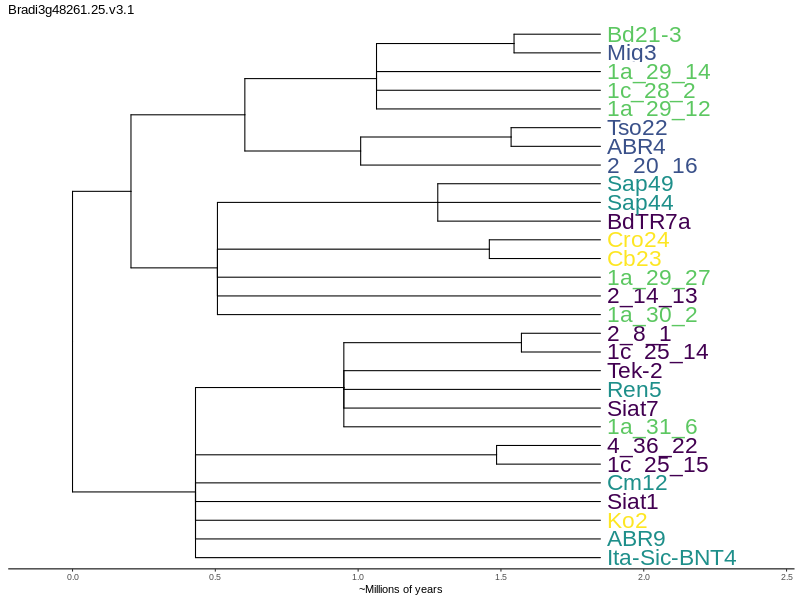 Bradi3g48261.25.v3.1
Bd21-3
Mig3
1a_29_14
1c_28_2
1a_29_12
Tso22
ABR4
2_20_16
Sap49
Sap44
BdTR7a
Cro24
Cb23
1a_29_27
2_14_13
1a_30_2
2_8_1
1c_25_14
Tek-2
Ren5
Siat7
1a_31_6
4_36_22
1c_25_15
Cm12
Siat1
Ko2
ABR9
Ita-Sic-BNT4
0.0 0.5 1.0 1.5 2.0 2.5
~Millions of years